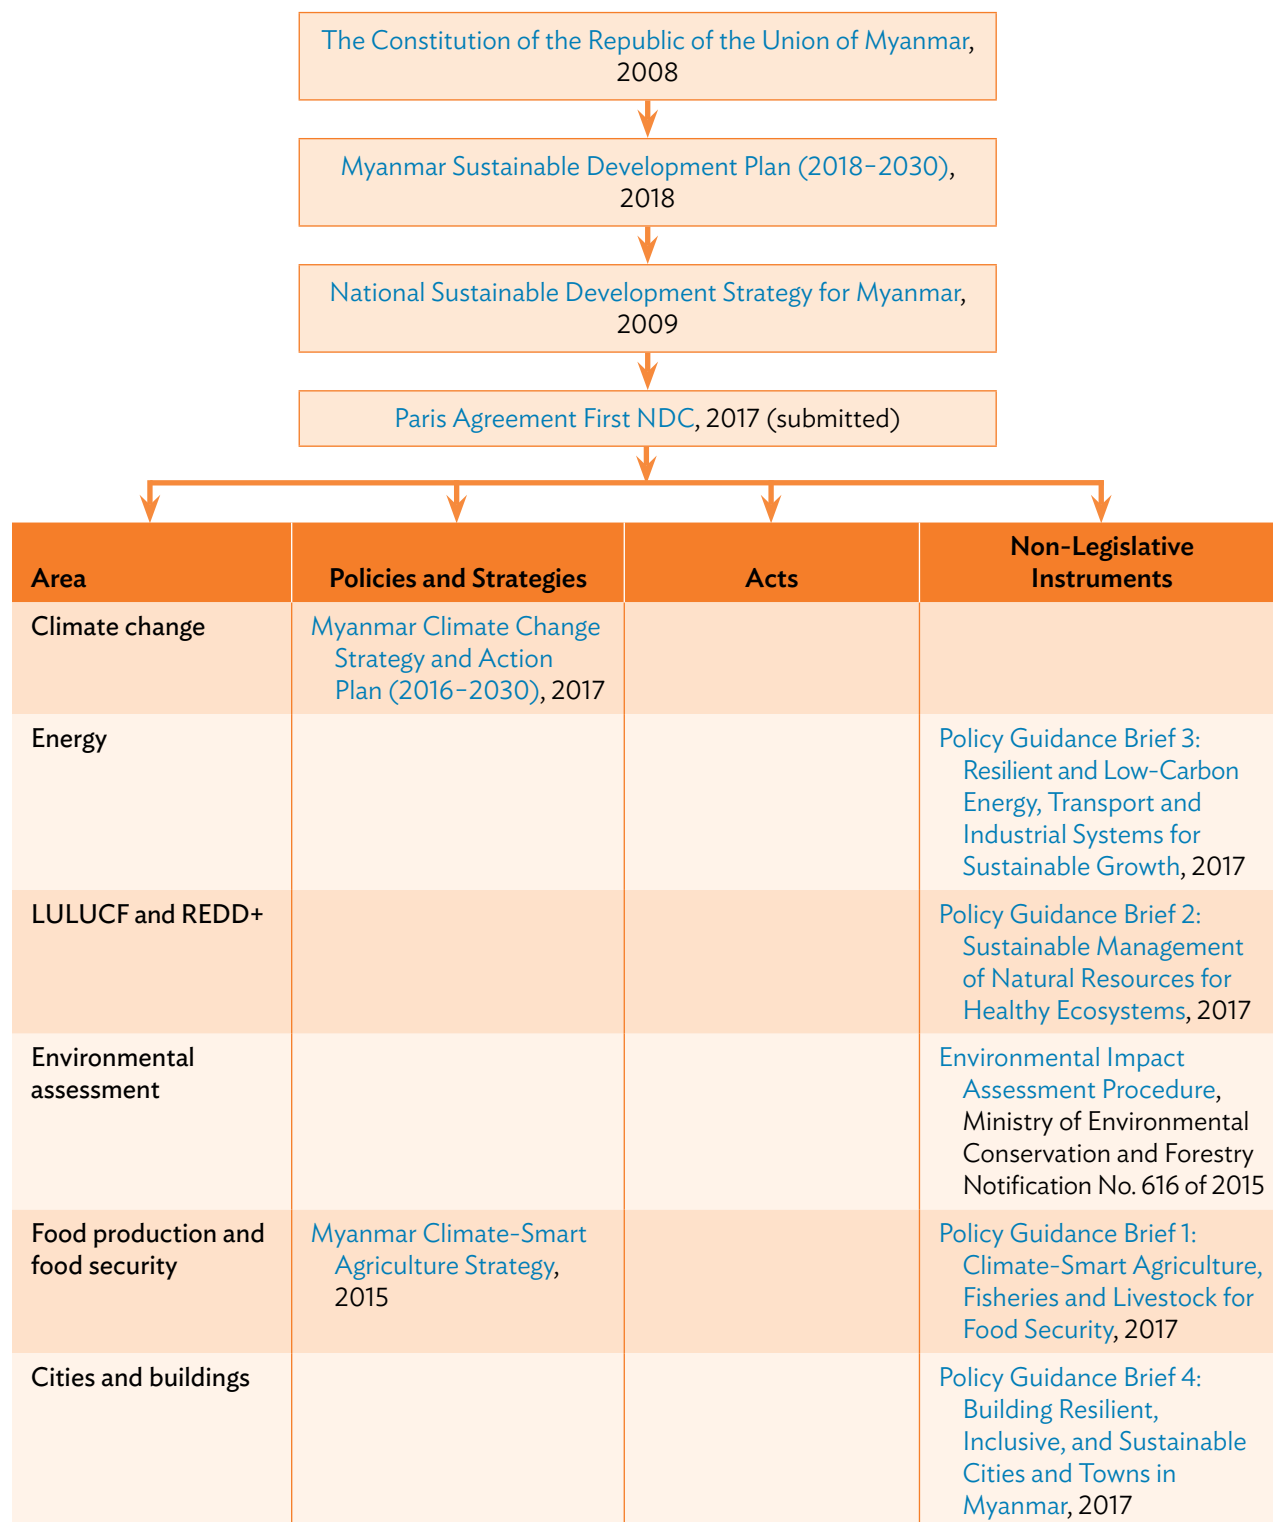 The Constitution of the Republic of the Union of Myanmar,
2008
Myanmar Sustainable Development Plan (2018–2030),
2018
National Sustainable Development Strategy for Myanmar,
2009
Paris Agreement First NDC, 2017 (submitted)
Area
Policies and Strategies
Acts
Non-Legislative
Instruments
Climate change
Myanmar Climate Change
Strategy and Action
Plan (2016–2030), 2017
Energy
Policy Guidance Brief 3:
Resilient and Low-Carbon
Energy, Transport and
Industrial Systems for
Sustainable Growth, 2017
LULUCF and REDD+
Policy Guidance Brief 2:
Sustainable Management
of Natural Resources for
Healthy Ecosystems, 2017
Environmental
assessment
Environmental Impact
Assessment Procedure,
Ministry of Environmental
Conservation and Forestry
Notification No. 616 of 2015
Food production and
food security
Myanmar Climate-Smart
Agriculture Strategy,
2015
Policy Guidance Brief 1:
Climate-Smart Agriculture,
Fisheries and Livestock for
Food Security, 2017
Cities and buildings
Policy Guidance Brief 4:
Building Resilient,
Inclusive, and Sustainable
Cities and Towns in
Myanmar, 2017